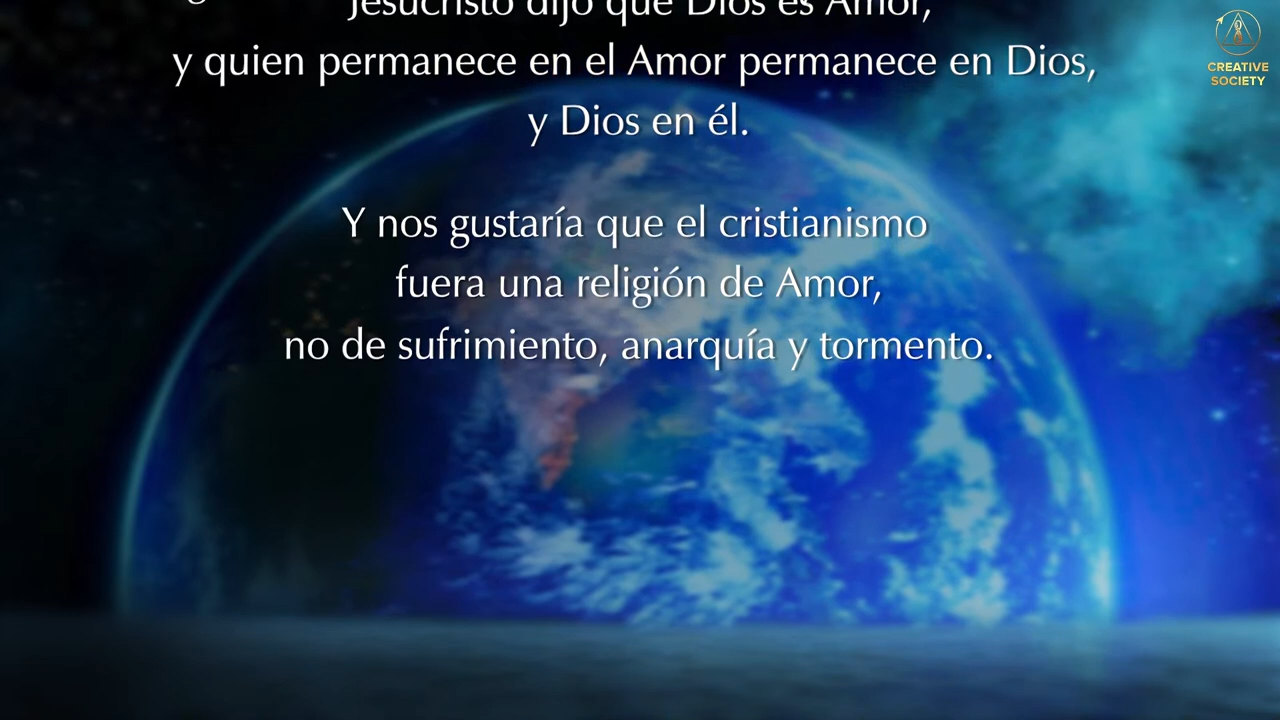 Jesucristo dijo que Dios es Amor,
y quien permanece en el Amor permanece en Dios,
y Dios en él.
Y nos gustaría que el cristianismo
fuera una religión de Amor,
no de sufrimiento, anarquía y tormento.
CREATIVE
SOCIETY